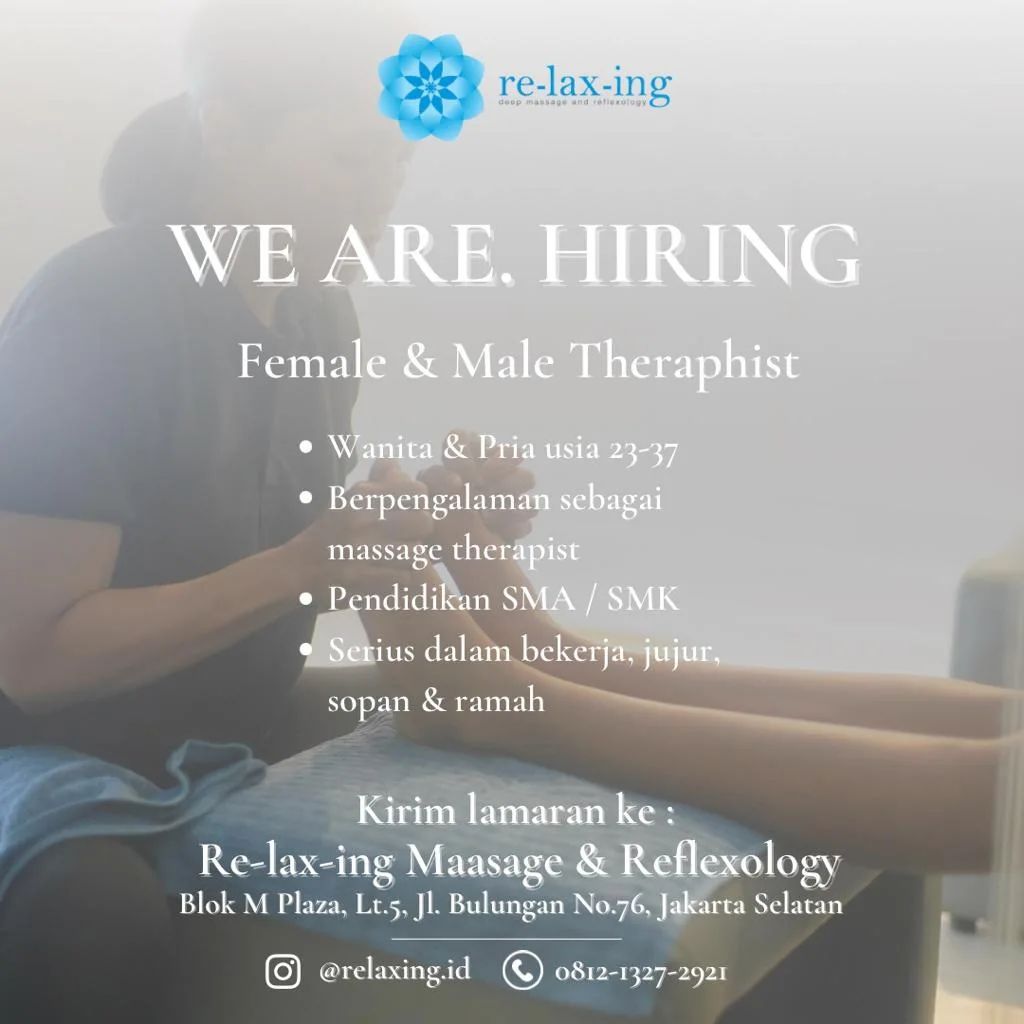 re-lax-ing
deep massage and reflexology
WE ARE. HIRING
Female & Male Theraphist
• Wanita & Pria usia 23-37
• Berpengalaman sebagai
massage therapist
• Pendidikan SMA / SMK
• Serius dalam bekerja, jujur,
sopan & ramah
Kirim lamaran ke :
Re-lax-ing Maasage & Reflexology
Blok M Plaza, Lt.5, Jl. Bulungan No.76, Jakarta Selatan
@relaxing.id 0812-1327-2921